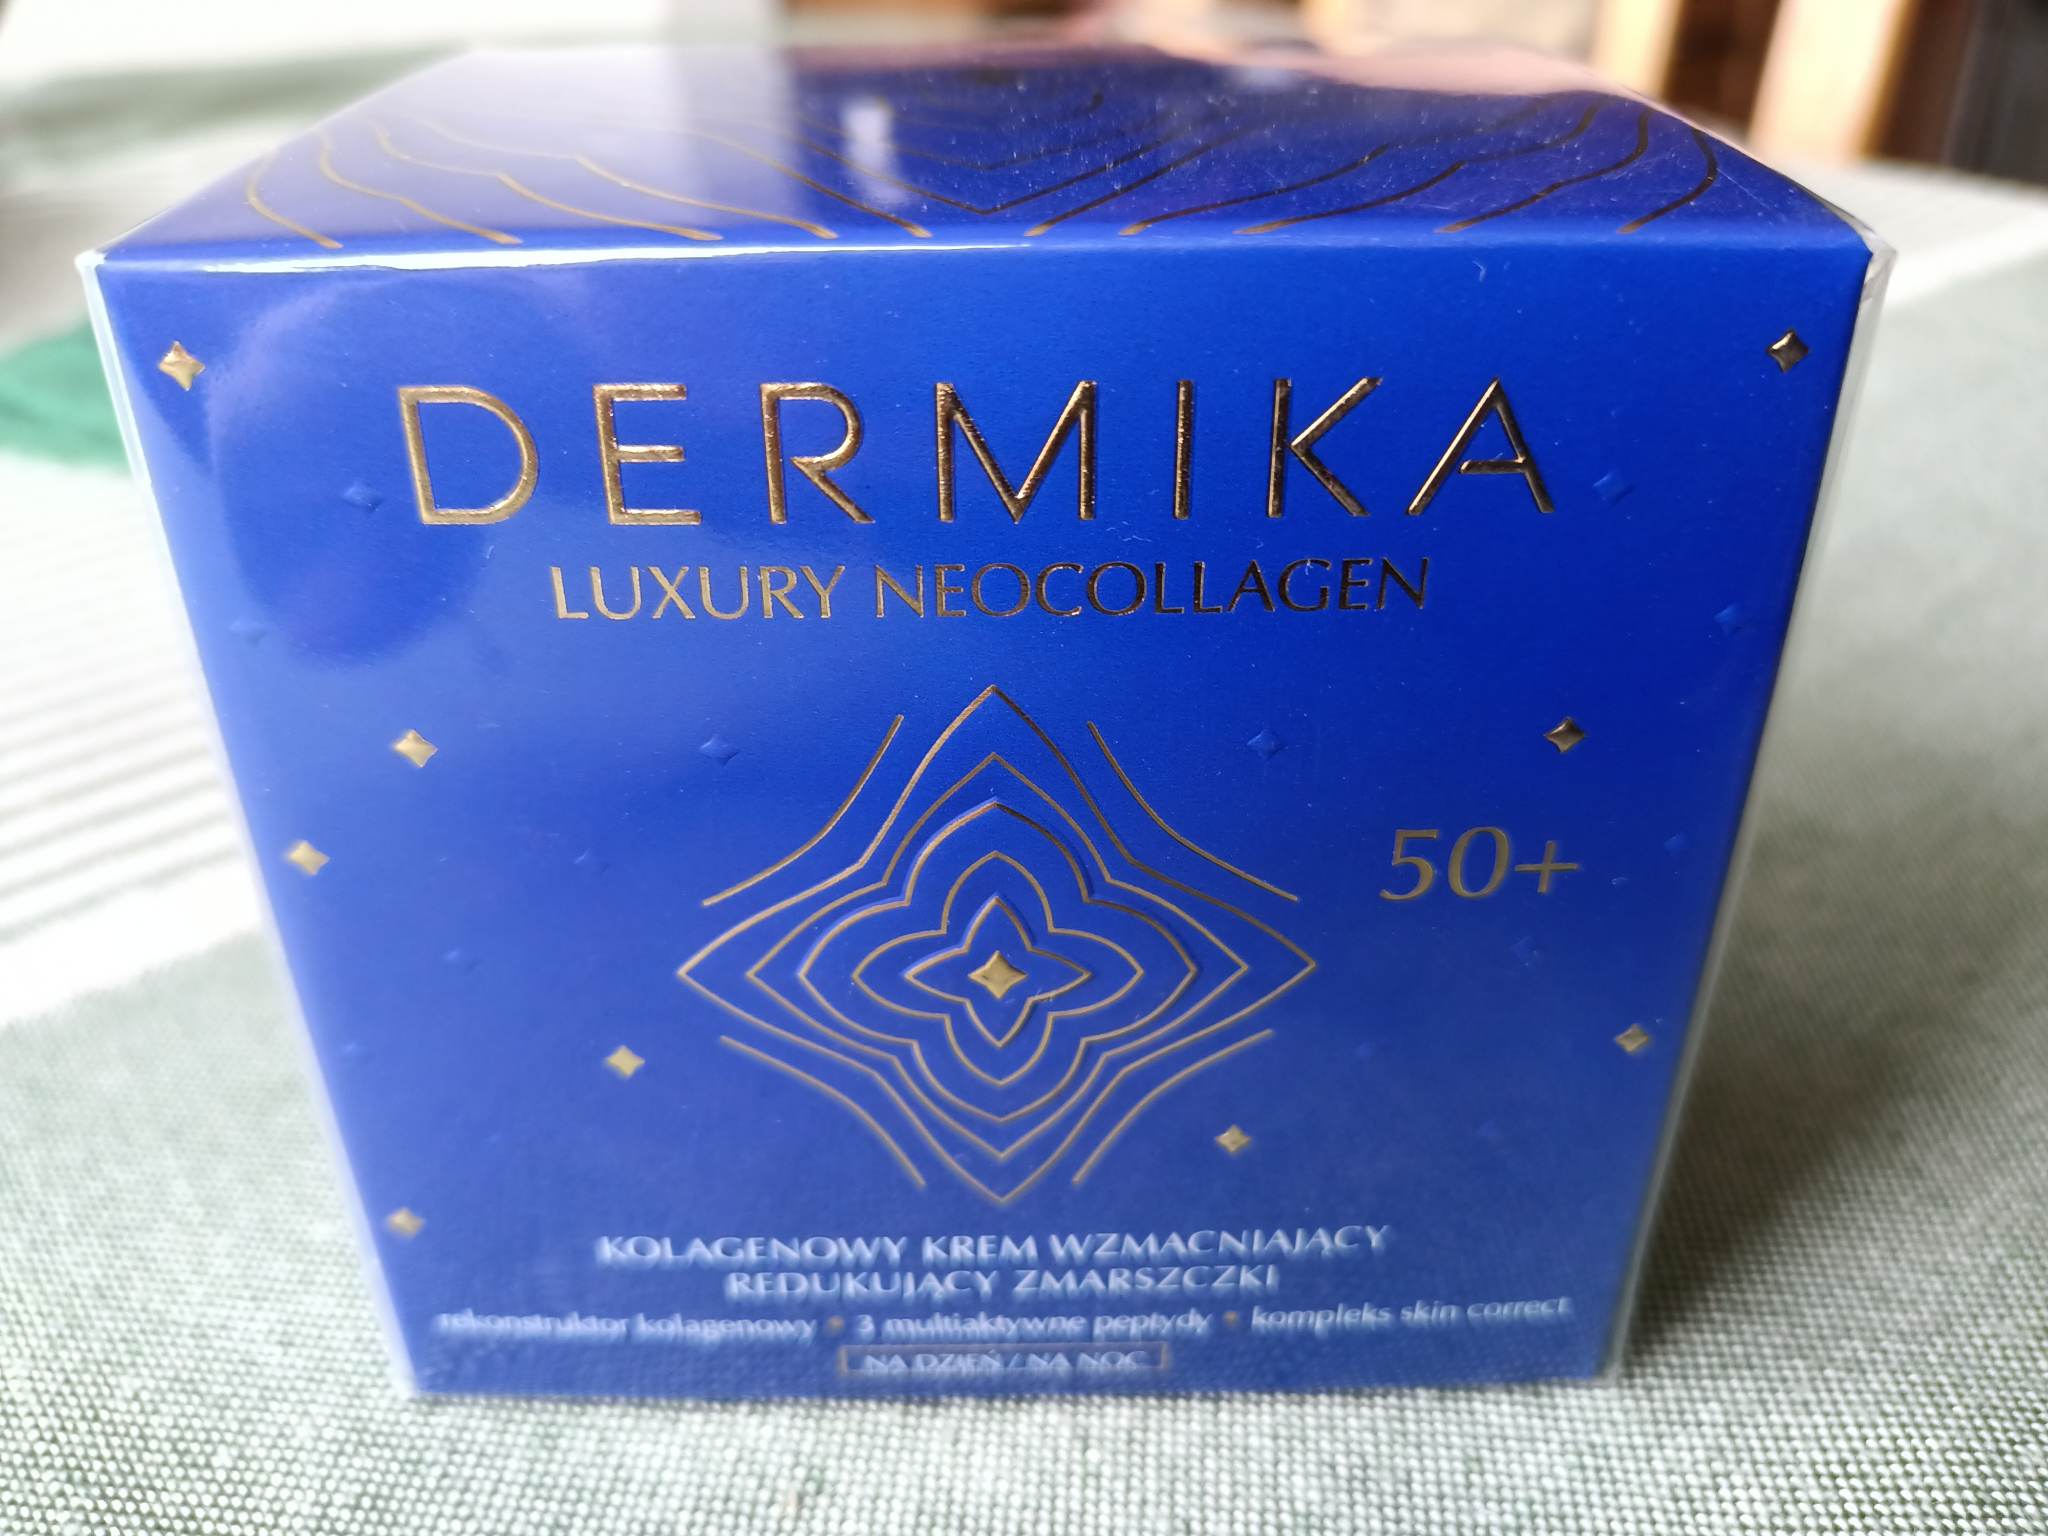 DERMIKA
LUXURY NEOCOLLAGEN
50+
KOLAGENOWY KREM WZMACNIAJĄCY
REDUKUJĄCY ZMARSZCZKI
rekonstruktor kolagenowy • 3 multiaktywne peptydy • kompleks skin correct
NA DZIEŃ / NA NOC